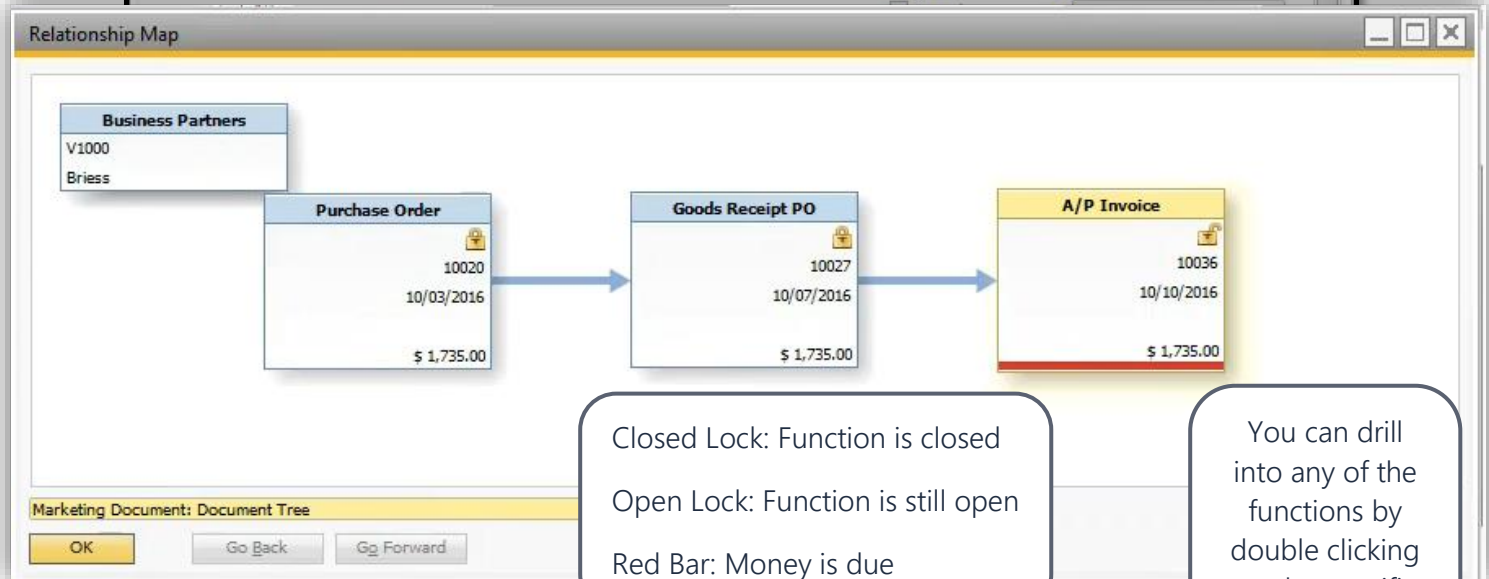 Relationship Map
Business Partners
V1000
Briess
Purchase Order
10020
10/03/2016
$ 1,735.00
Goods Receipt PO
10027
10/07/2016
$ 1,735.00
A/P Invoice
10036
10/10/2016
$ 1,735.00
Closed Lock: Function is closed
Open Lock: Function is still open
Red Bar: Money is due
You can drill
into any of the
functions by
double clicking
Marketing Document: Document Tree
OK
Go Back
Go Forward